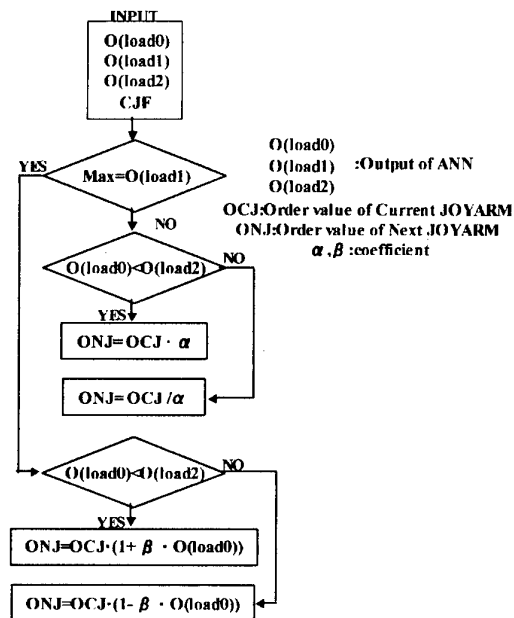 INPUT
O(load0)
O(load1)
O(load2)
CJF
YES
Max=O(load1)
NO
O(load0)
O(load1) :Output of ANN
O(load2)
OCJ:Order value of Current JOYARM
ONJ:Order value of Next JOYARM
α,β:coefficient
O(load0)<O(load2)
NO
YES
ONJ=OCJ・α
ONJ=OCJ/α
O(load0)<O(load2)
NO
YES
ONJ=OCJ·(1+ β・O(load0))
ONJ=OCJ·(1- β・O(load0))